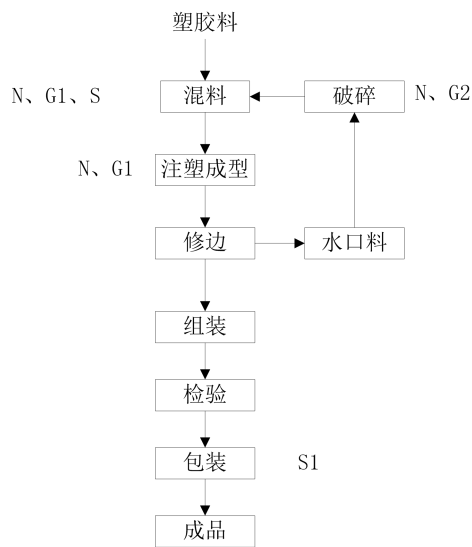 塑胶料
N、G1、S 混料 破碎 N、G2
N、G1 注塑成型
修边 水口料
组装
检验
包装 S1
成品